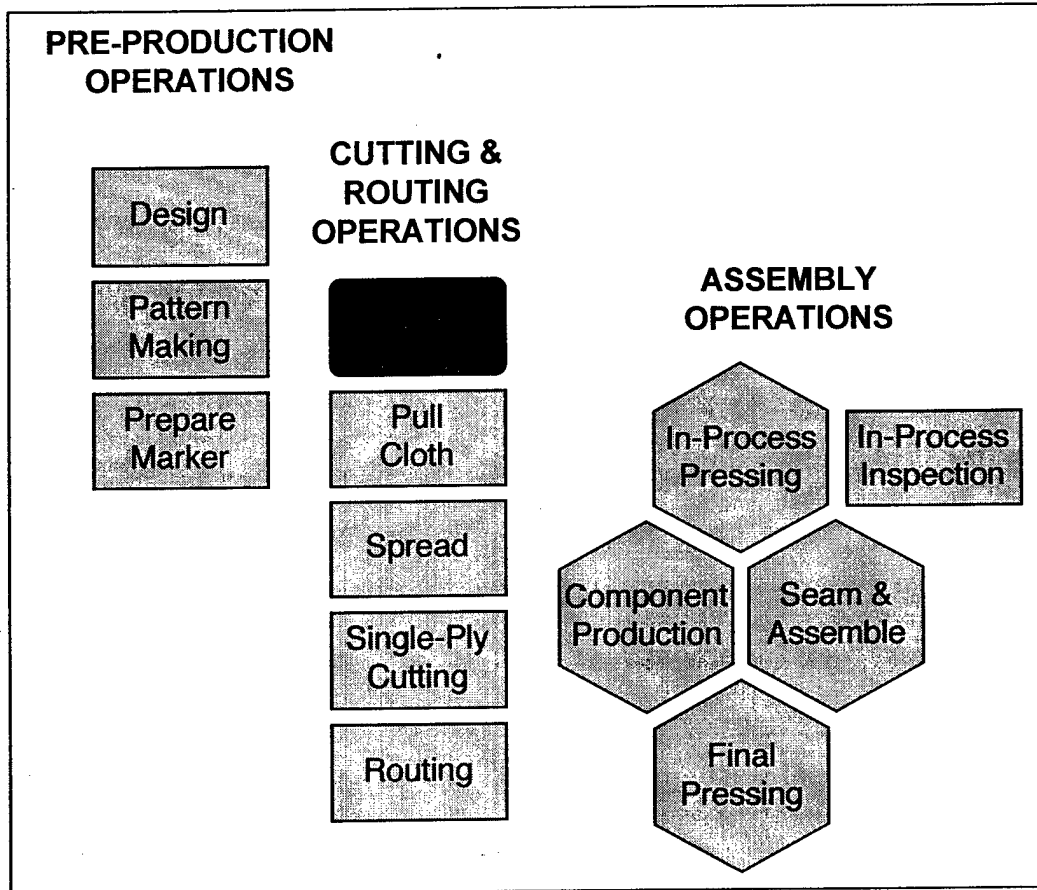 PRE-PRODUCTION
OPERATIONS
Design
Pattern
Making
Prepare
Marker
CUTTING &
ROUTING
OPERATIONS
Pull
Cloth
Spread
Single-Ply
Cutting
Routing
ASSEMBLY
OPERATIONS
In-Process
Pressing
In-Process
Inspection
Component
Production
Seam &
Assemble
Final
Pressing